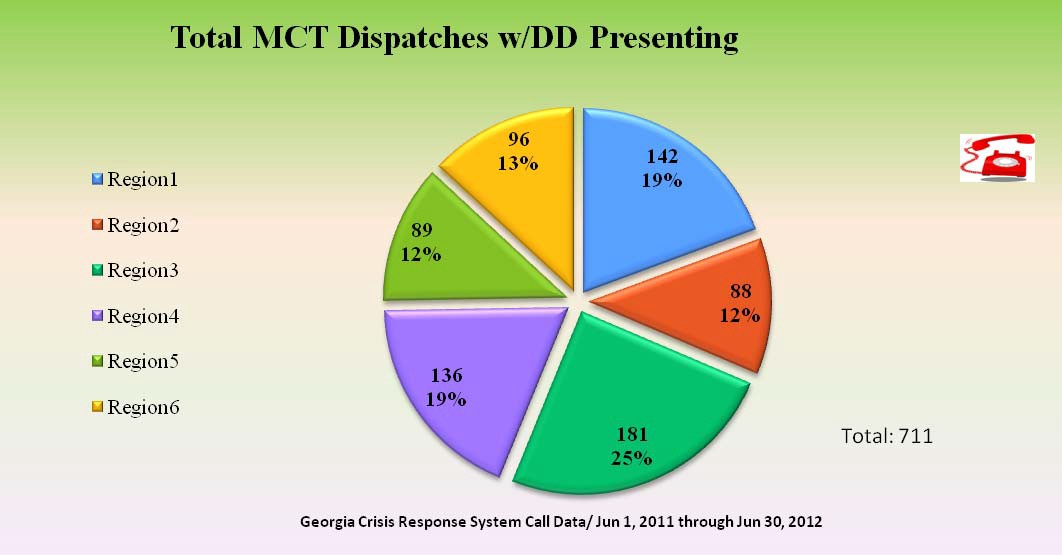 Total MCT Dispatches w/DD Presenting
Region1
Region2
Region3
Region4
Region5
Region6
96
13%
142
19%
89
12%
88
12%
136
19%
181
25%
Total: 711
Georgia Crisis Response System Call Data/ Jun 1, 2011 through Jun 30, 2012